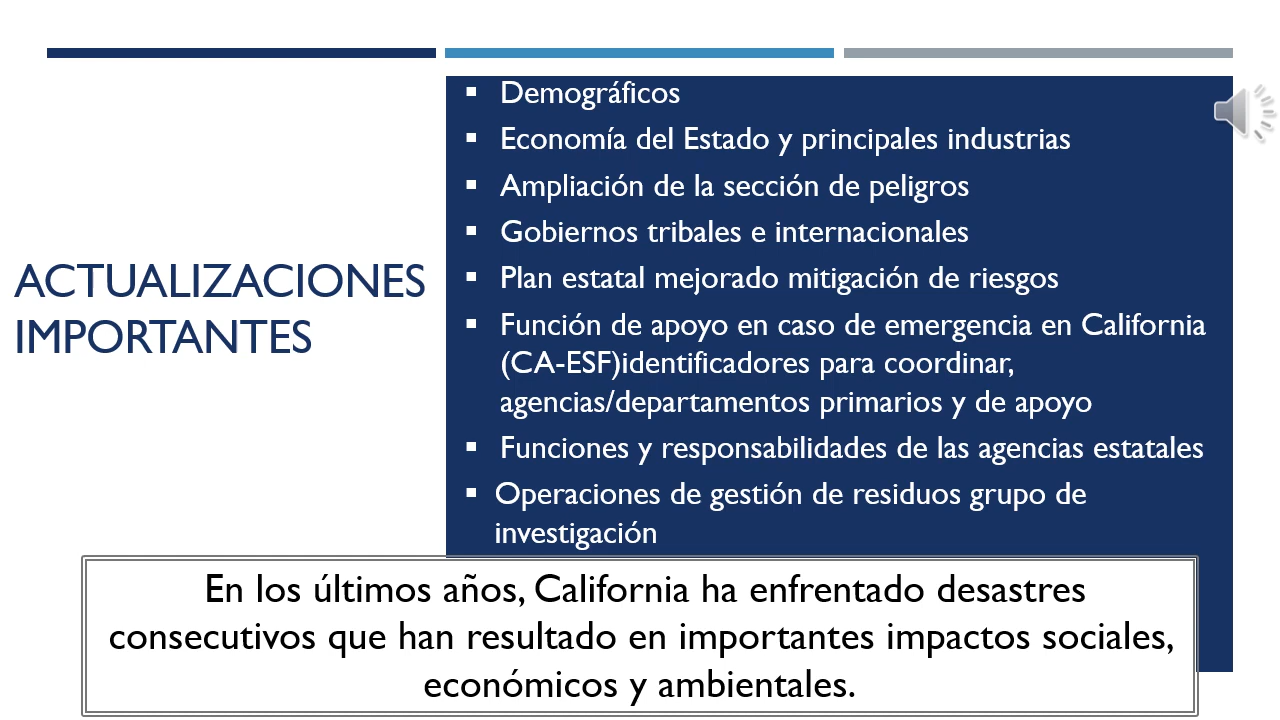 ACTUALIZACIONES
IMPORTANTES
▪ Demográficos
▪ Economía del Estado y principales industrias
▪ Ampliación de la sección de peligros
▪ Gobiernos tribales e internacionales
▪ Plan estatal mejorado mitigación de riesgos
▪ Función de apoyo en caso de emergencia en California
(CA-ESF)identificadores para coordinar,
agencias/departamentos primarios y de apoyo
▪ Funciones y responsabilidades de las agencias estatales
▪ Operaciones de gestión de residuos grupo de
investigación
En los últimos años, California ha enfrentado desastres
consecutivos que han resultado en importantes impactos sociales,
económicos y ambientales.